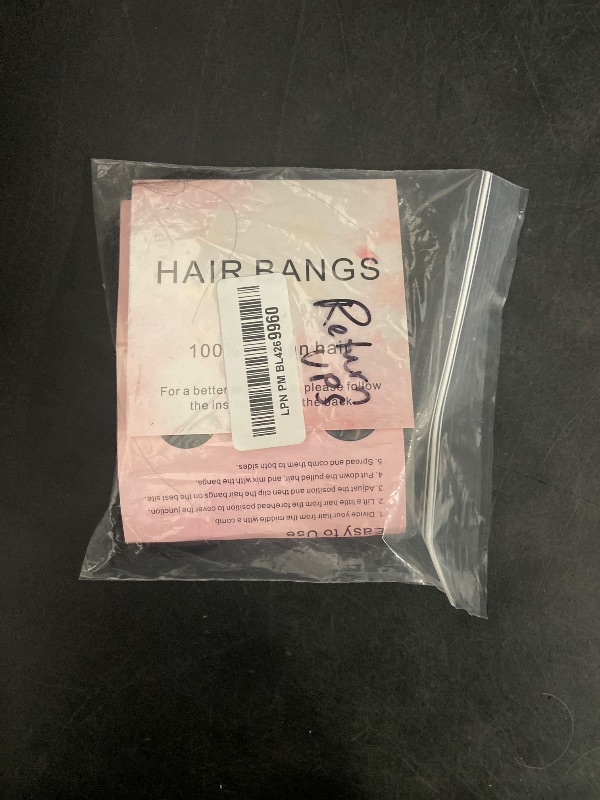 HAIR BANGS
100 n hair
For a better please follow
the ins the back
LPN PM BL4269960
Return
UPS
Easy to Use
1. Divide your hair from the middle with a comb
2. Lift a little hair from the forehead position to cover the junction.
3. Adjust the position and then clip the hair bangs on the best site.
4. Put down the pulled hair, and mix with the bangs.
5. Spread and comb them to both sides.